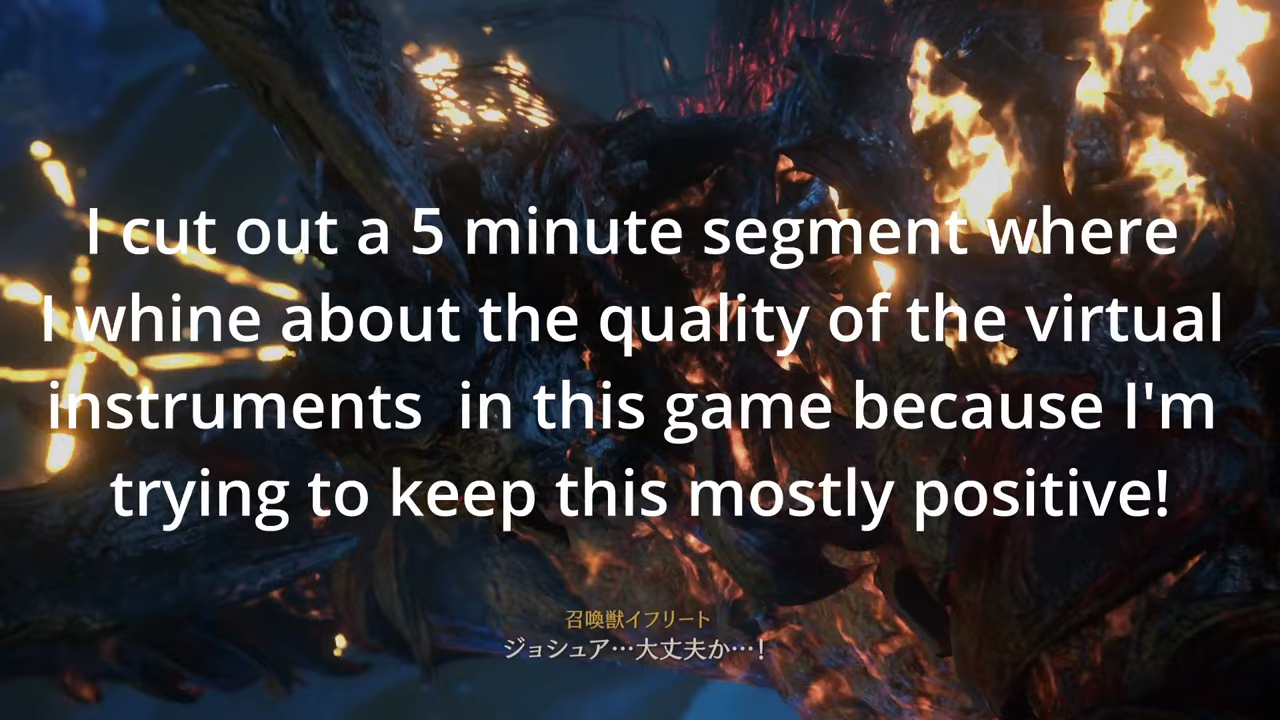 I cut out a 5 minute segment where
I whine about the quality of the virtual
instruments  in this game because I'm
trying to keep this mostly positive!
召喚獣イフリート
ジョシュア…大丈夫か…！